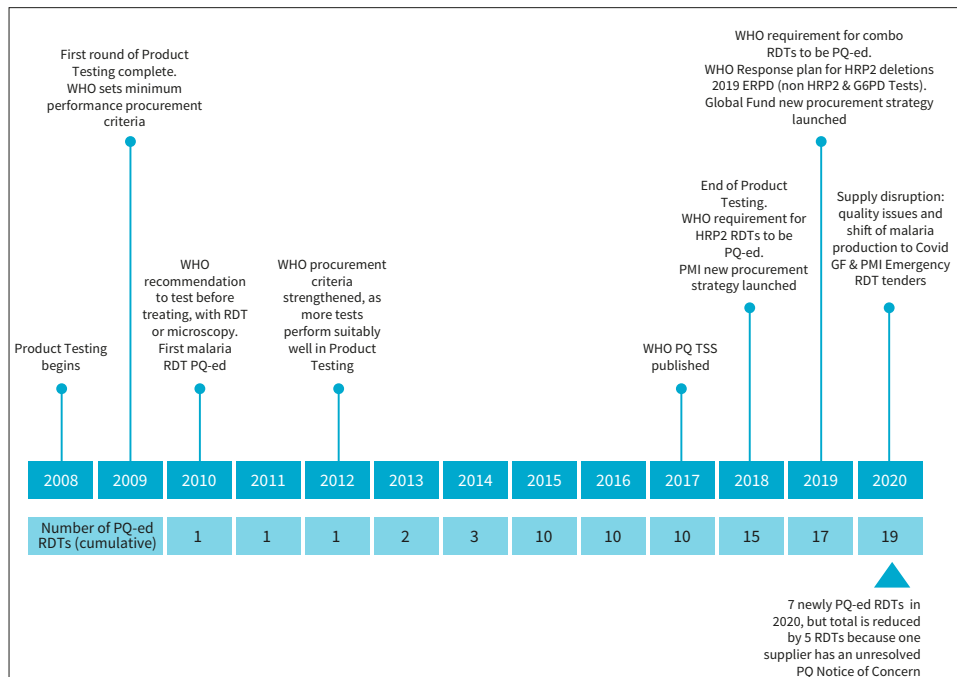 First round of Product
Testing complete.
WHO sets minimum
performance procurement
criteria
WHO requirement for combo
RDTs to be PQ-ed.
WHO Response plan for HRP2 deletions
2019 ERPD (non HRP2 & G6PD Tests).
Global Fund new procurement strategy
launched
End of Product
Testing.
WHO requirement for
HRP2 RDTs to be
PQ-ed.
PMI new procurement
strategy launched
Supply disruption:
quality issues and
shift of malaria
production to Covid
GF & PMI Emergency
RDT tenders
Product Testing
begins
WHO
recommendation
to test before
treating, with RDT
or microscopy.
First malaria
RDT PQ-ed
WHO procurement
criteria
strengthened, as
more tests
perform suitably
well in Product
Testing
WHO PQ TSS
published
2008 2009 2010 2011 2012 2013 2014 2015 2016 2017 2018 2019 2020
Number of PQ-ed
RDTs (cumulative)
1 1 1 2 3 10 10 10 15 17 19
7 newly PQ-ed RDTs in
2020, but total is reduced
by 5 RDTs because one
supplier has an unresolved
PQ Notice of Concern